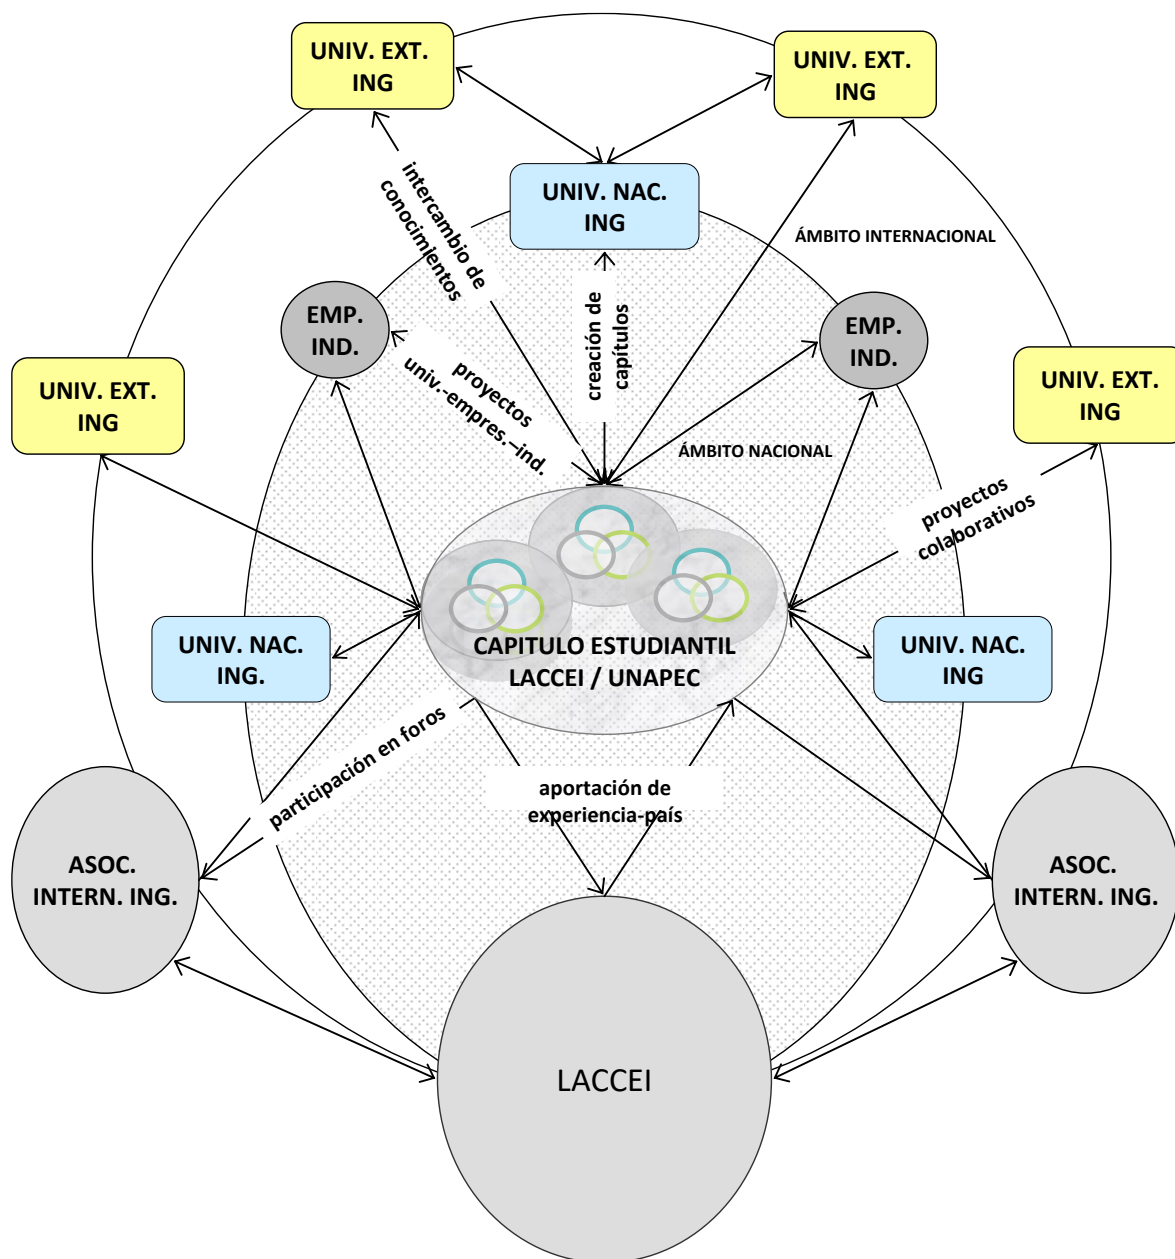 UNIV. EXT.
ING
UNIV. EXT.
ING
UNIV. NAC.
ING
intercambio de
conocimientos
ÁMBITO INTERNACIONAL
EMP.
IND.
creación de
capítulos
EMP.
IND.
proyectos
univ.-empres.–ind.
UNIV. EXT.
ING
UNIV. EXT.
ING
ÁMBITO NACIONAL
proyectos
colaborativos
UNIV. NAC.
ING.
CAPITULO ESTUDIANTIL
LACCEI / UNAPEC
UNIV. NAC.
ING
participación en foros
aportación de
experiencia-país
ASOC.
INTERN. ING.
ASOC.
INTERN. ING.
LACCEI